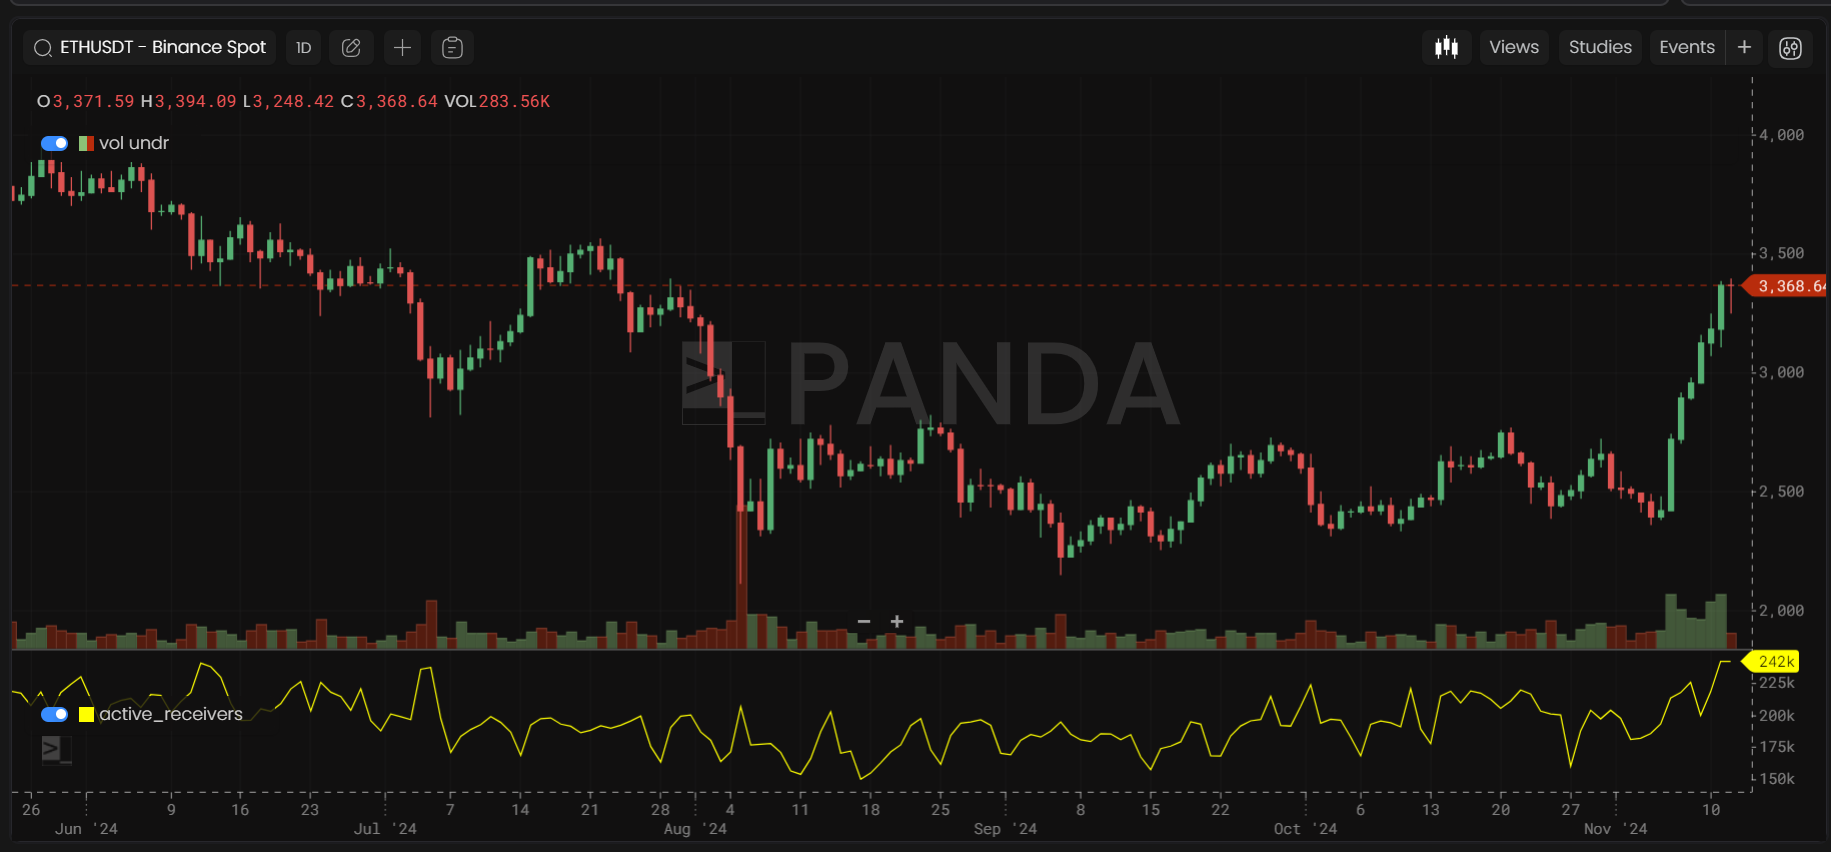 ETHUSDT - Binance Spot 1D Views Studies Events +
O3,371.59 H3,394.09 L3,248.42 C3,368.64 VOL283.56K
vol undr
4,000
3,500
3,368.64
>_ PANDA
3,000
2,500
2,000
− +
242k
225k
active_receivers
200k
>_
175k
150k
26 9 16 23 7 14 21 28 4 11 18 25 8 15 22 6 13 20 27 10
Jun '24 Jul '24 Aug '24 Sep '24 Oct '24 Nov '24